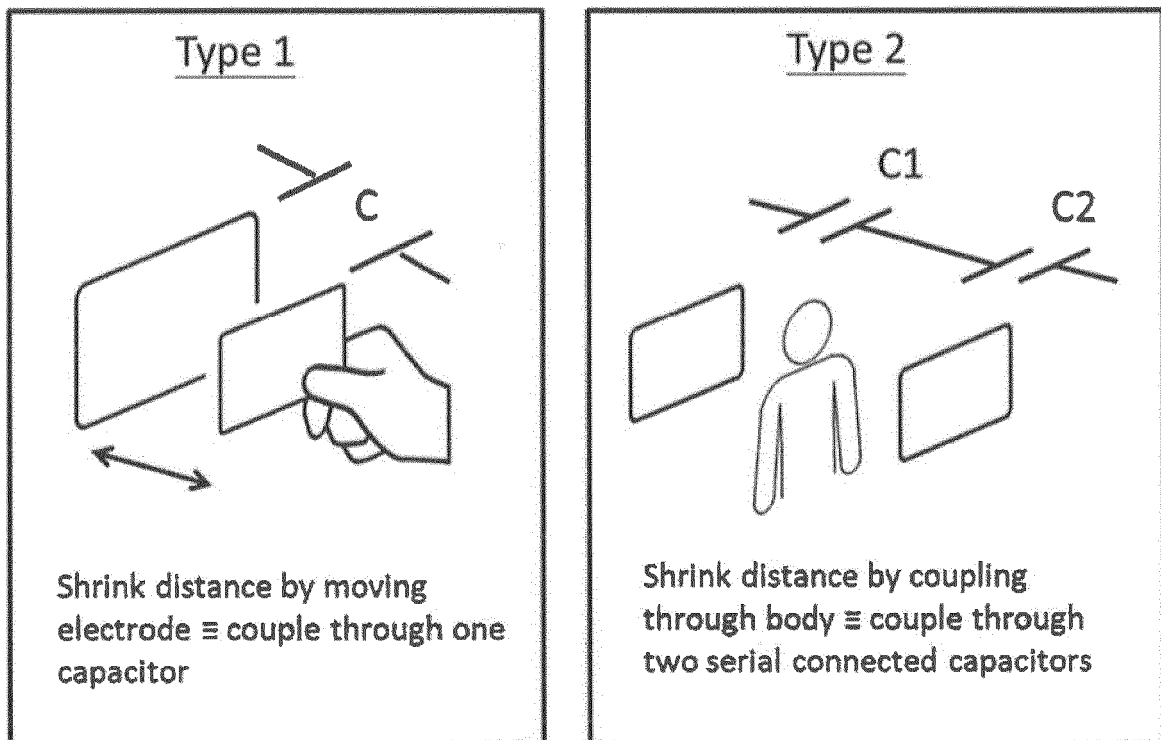 Type 1
C
Shrink distance by moving
electrode ≡ couple through one
capacitor
Type 2
C1
C2
Shrink distance by coupling
through body ≡ couple through
two serial connected capacitors